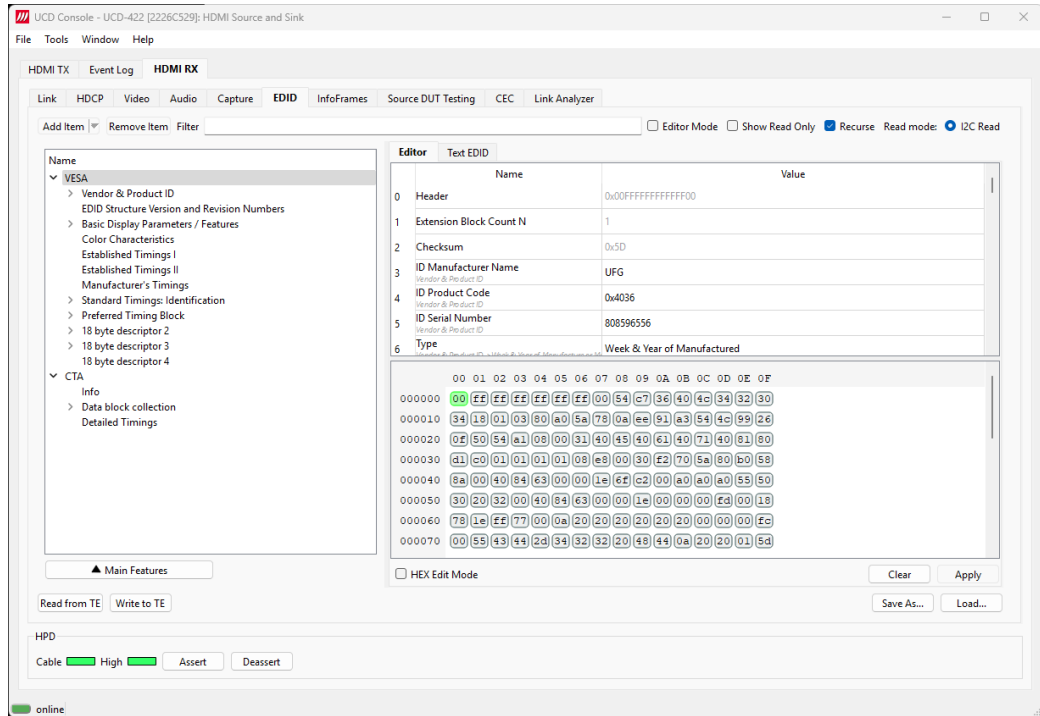 UCD Console - UCD-422 [2226C529]: HDMI Source and Sink
File Tools Window Help
HDMI TX Event Log HDMI RX
Link HDCP Video Audio Capture EDID InfoFrames Source DUT Testing CEC Link Analyzer
Add Item Remove Item Filter Editor Mode Show Read Only Recurse Read mode: I2C Read
Name
VESA
Vendor & Product ID
EDID Structure Version and Revision Numbers
Basic Display Parameters / Features
Color Characteristics
Established Timings I
Established Timings II
Manufacturer's Timings
Standard Timings: Identification
Preferred Timing Block
18 byte descriptor 2
18 byte descriptor 3
18 byte descriptor 4
CTA
Info
Data block collection
Detailed Timings
Main Features
Editor Text EDID
Name Value
0 Header 0x00FFFFFFFFFFFF00
1 Extension Block Count N 1
2 Checksum 0x5D
3 ID Manufacturer Name UFG
Vendor & Product ID
4 ID Product Code 0x4036
Vendor & Product ID
5 ID Serial Number 808596556
Vendor & Product ID
6 Type Week & Year of Manufactured
00 01 02 03 04 05 06 07 08 09 0A 0B 0C 0D 0E 0F
000000 00 ff ff ff ff ff ff 00 54 c7 36 40 4c 34 32 30
000010 34 18 01 03 80 a0 5a 78 0a ee 91 a3 54 4c 99 26
000020 0f 50 54 a1 08 00 31 40 45 40 61 40 71 40 81 80
000030 d1 c0 01 01 01 01 08 e8 00 30 f2 70 5a 80 b0 58
000040 8a 00 40 84 63 00 00 1e 6f c2 00 a0 a0 a0 55 50
000050 30 20 32 00 40 84 63 00 00 1e 00 00 00 fd 00 18
000060 78 1e ff 77 00 0a 20 20 20 20 20 20 00 00 00 fc
000070 00 55 43 44 2d 34 32 32 20 48 44 0a 20 20 01 5d
HEX Edit Mode Clear Apply
Read from TE Write to TE Save As... Load...
HPD
Cable High Assert Deassert
online